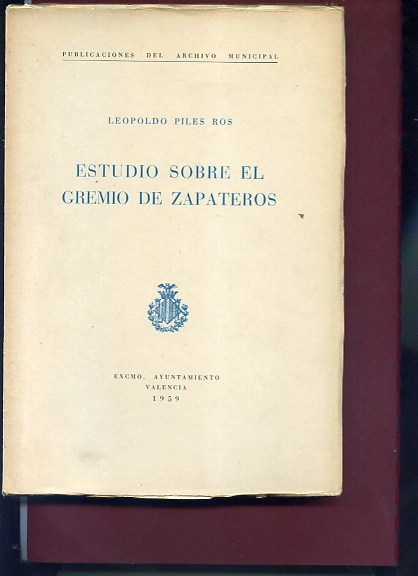 PUBLICACIONES DEL ARCHIVO MUNICIPAL
LEOPOLDO PILES ROS
ESTUDIO SOBRE EL
GREMIO DE ZAPATEROS
EXCMO. AYUNTAMIENTO
VALENCIA
1959